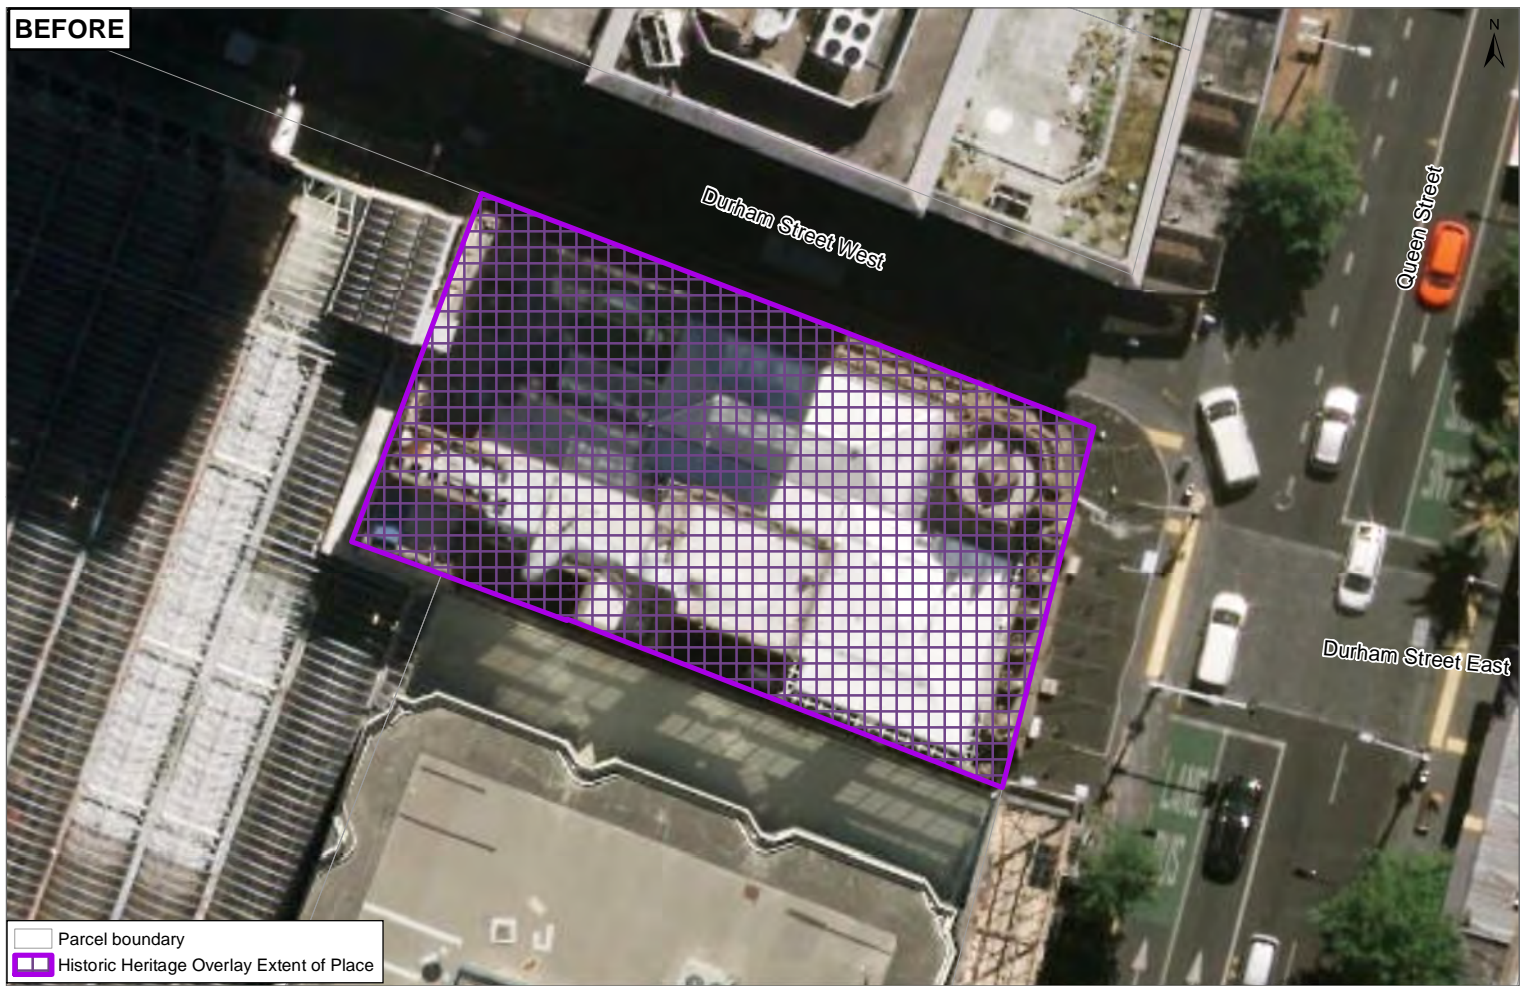 BEFORE
N
Durham Street West
Queen Street
Durham Street East
Parcel boundary
Historic Heritage Overlay Extent of Place